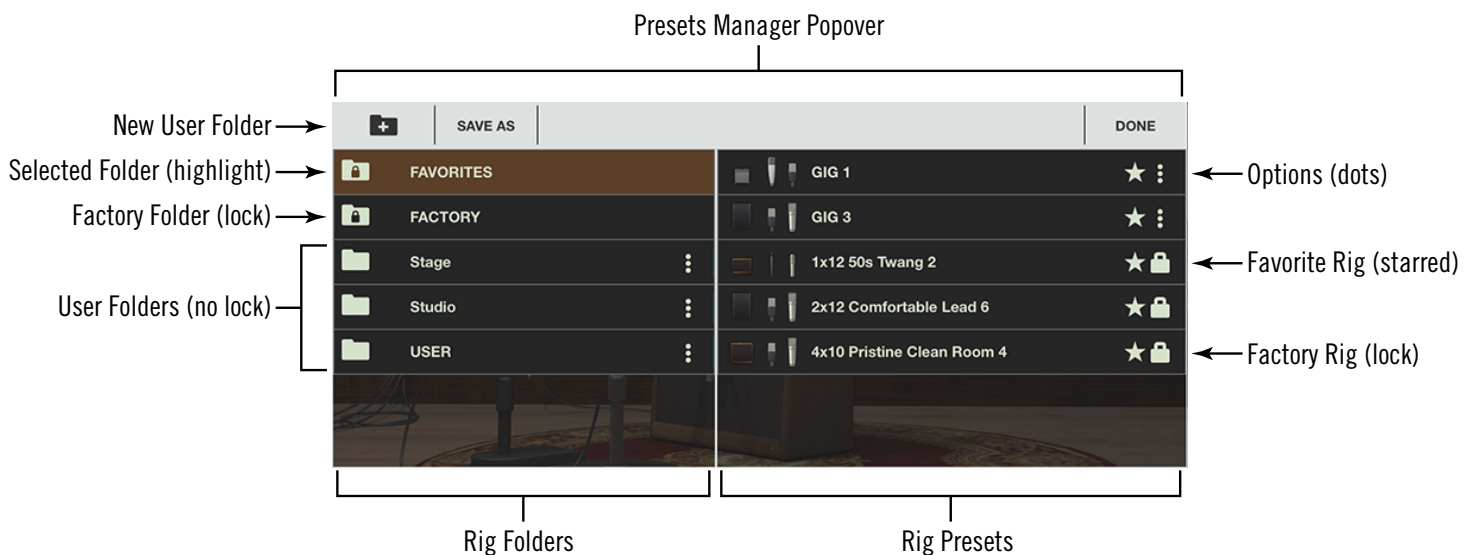 Presets Manager Popover
New User Folder
SAVE AS
DONE
Selected Folder (highlight)
FAVORITES
GIG 1
Options (dots)
Factory Folder (lock)
FACTORY
GIG 3
Stage
1x12 50s Twang 2
Favorite Rig (starred)
User Folders (no lock)
Studio
2x12 Comfortable Lead 6
USER
4x10 Pristine Clean Room 4
Factory Rig (lock)
Rig Folders
Rig Presets